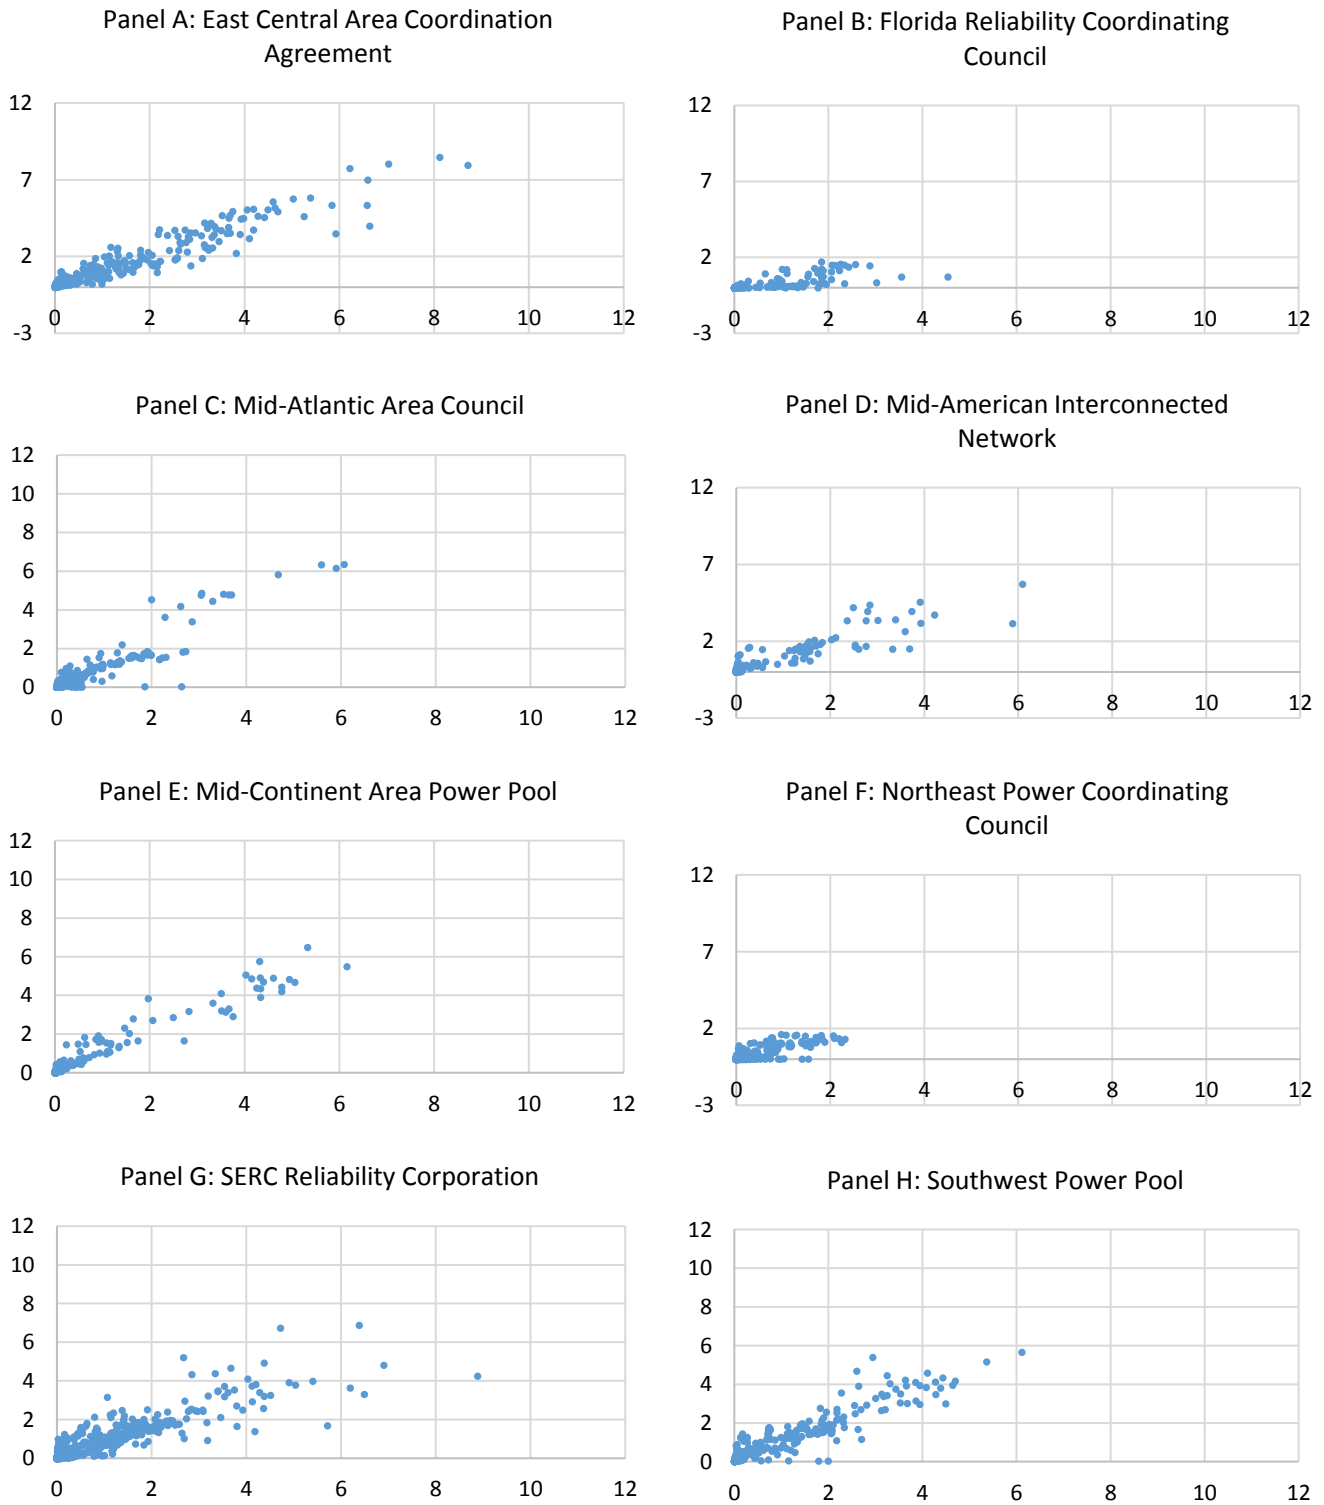 Panel A: East Central Area Coordination
Agreement
12
7
2
-3
0 2 4 6 8 10 12
Panel B: Florida Reliability Coordinating
Council
12
7
2
-3
0 2 4 6 8 10 12
Panel C: Mid-Atlantic Area Council
12
10
8
6
4
2
0
0 2 4 6 8 10 12
Panel D: Mid-American Interconnected
Network
12
7
2
-3
0 2 4 6 8 10 12
Panel E: Mid-Continent Area Power Pool
12
10
8
6
4
2
0
0 2 4 6 8 10 12
Panel F: Northeast Power Coordinating
Council
12
7
2
-3
0 2 4 6 8 10 12
Panel G: SERC Reliability Corporation
12
10
8
6
4
2
0
0 2 4 6 8 10 12
Panel H: Southwest Power Pool
12
10
8
6
4
2
0
0 2 4 6 8 10 12